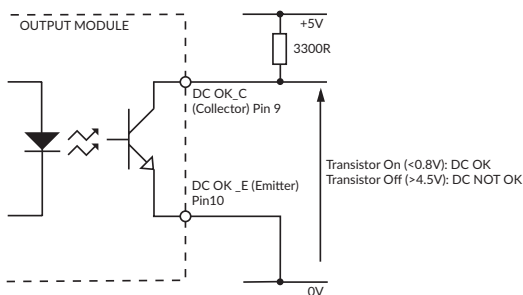 OUTPUT MODULE
+5V
3300R
DC OK_C
(Collector) Pin 9
Transistor On (<0.8V): DC OK
Transistor Off (>4.5V): DC NOT OK
DC OK _E (Emitter)
Pin10
0V